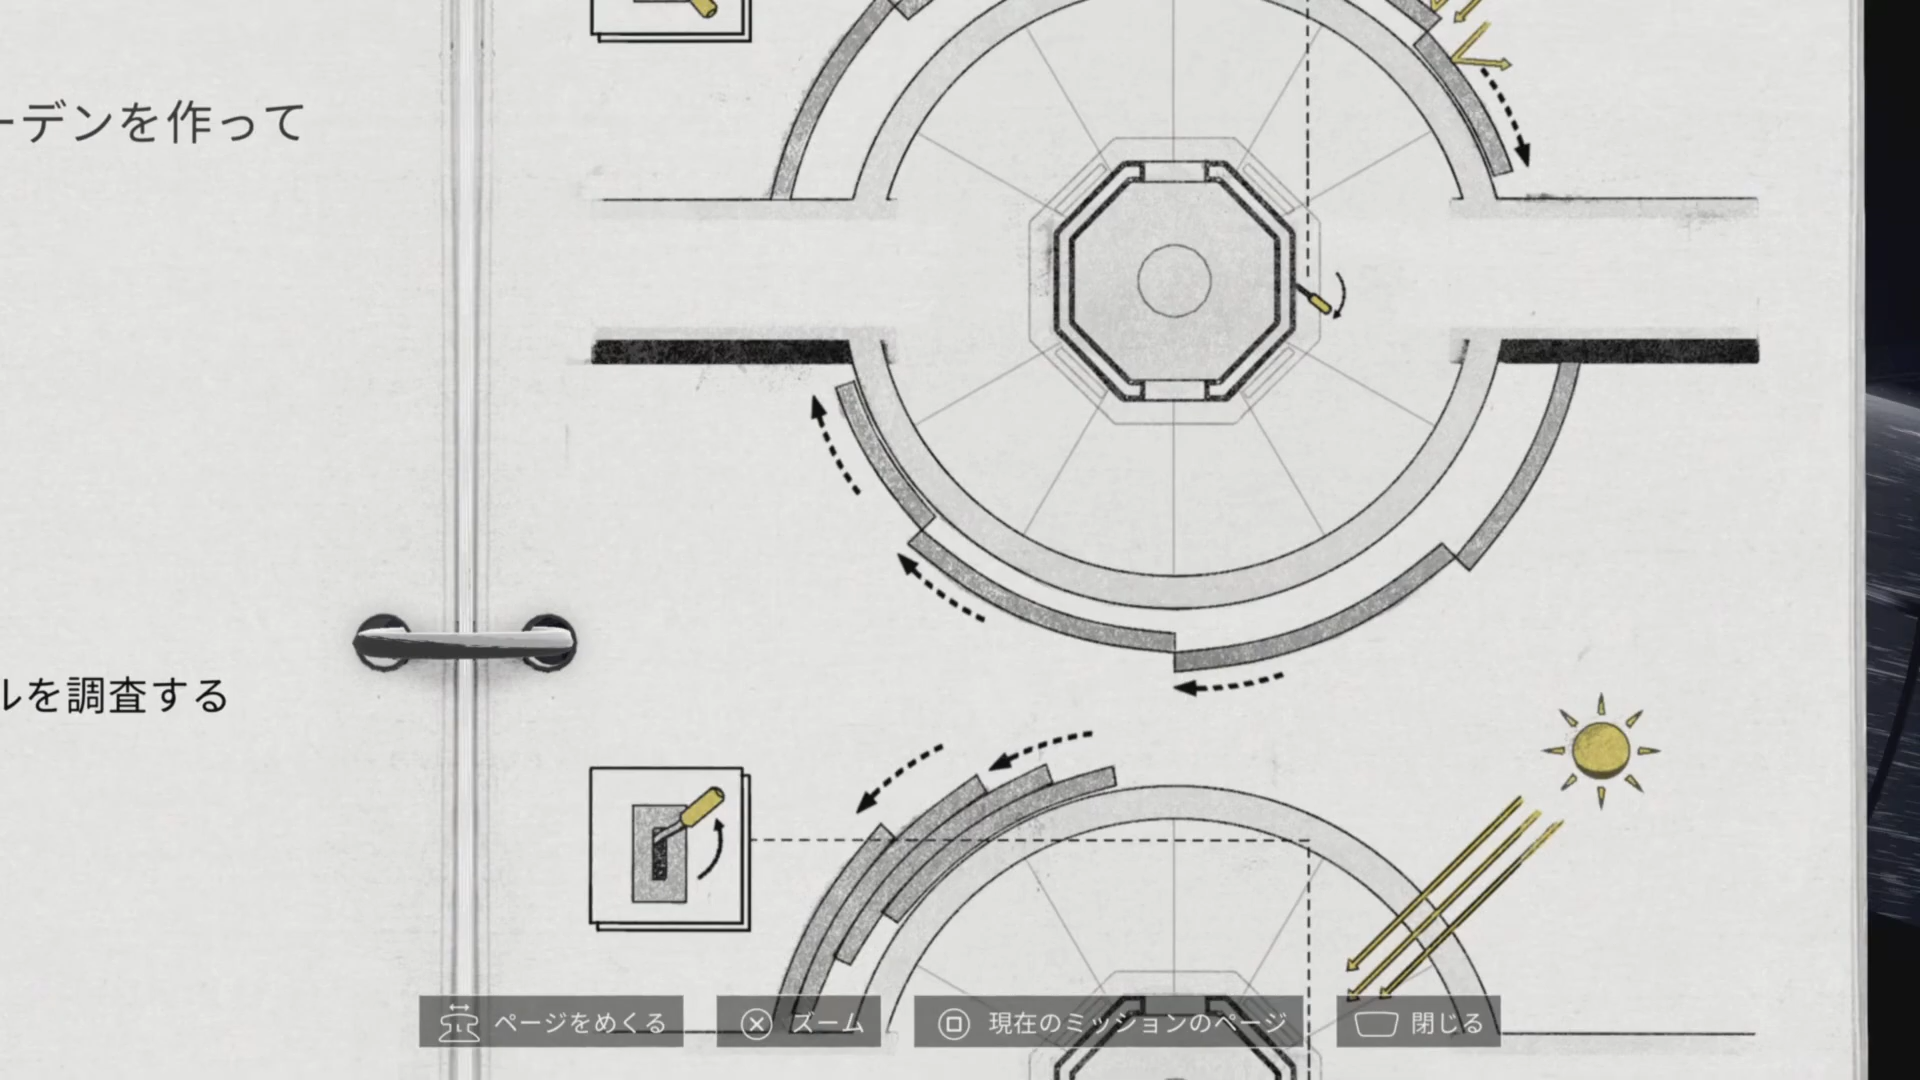 ーデンを作って
ルを調査する
ページをめくる
ズーム
現在のミッションのページ
閉じる